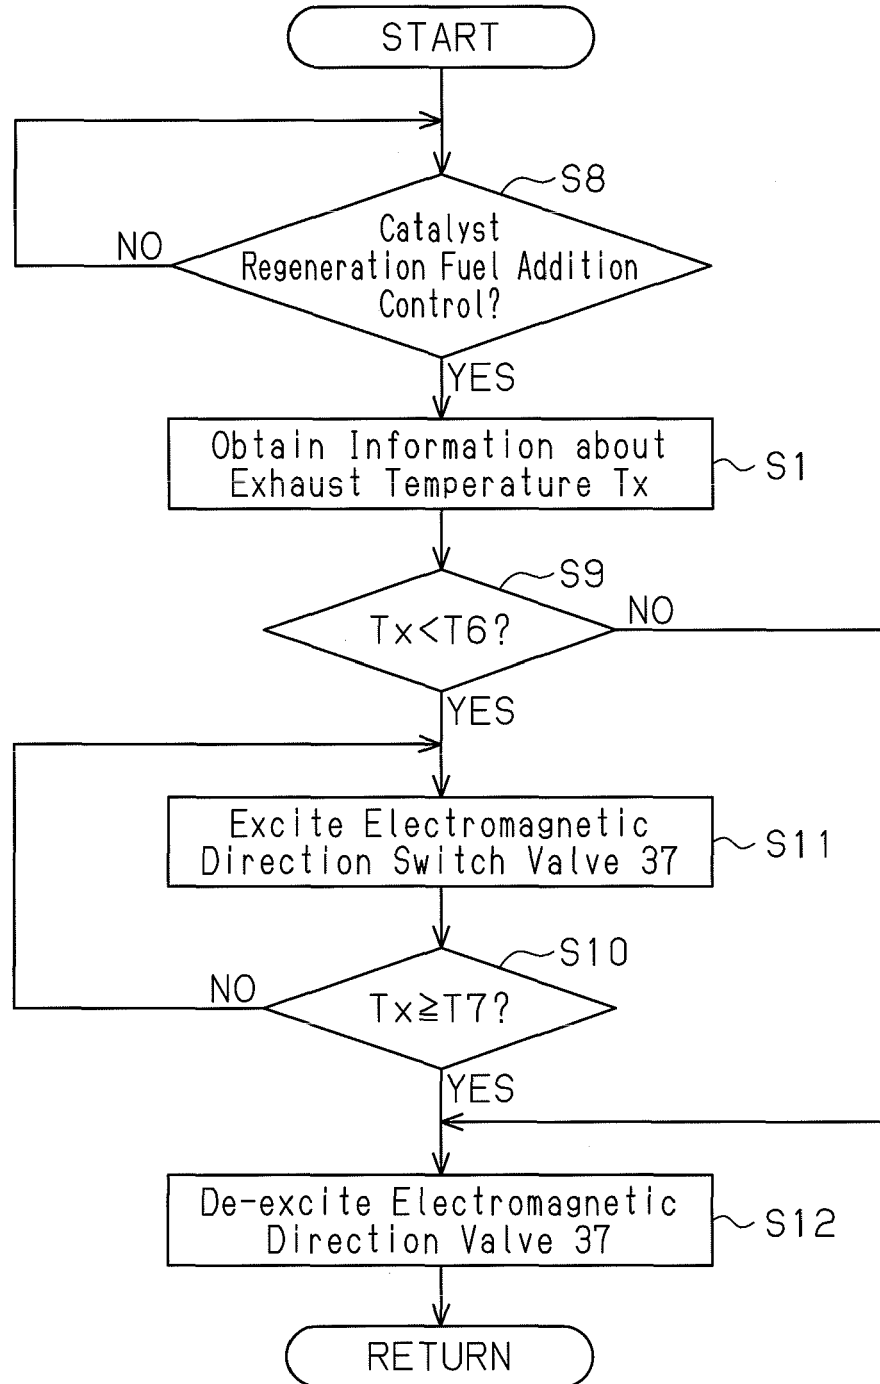 START
S8
Catalyst
Regeneration Fuel Addition
Control?
NO
YES
Obtain Information about
Exhaust Temperature Tx
S1
S9
Tx<T6?
NO
YES
Excite Electromagnetic
Direction Switch Valve 37
S11
S10
Tx≧T7?
NO
YES
De-excite Electromagnetic
Direction Valve 37
S12
RETURN